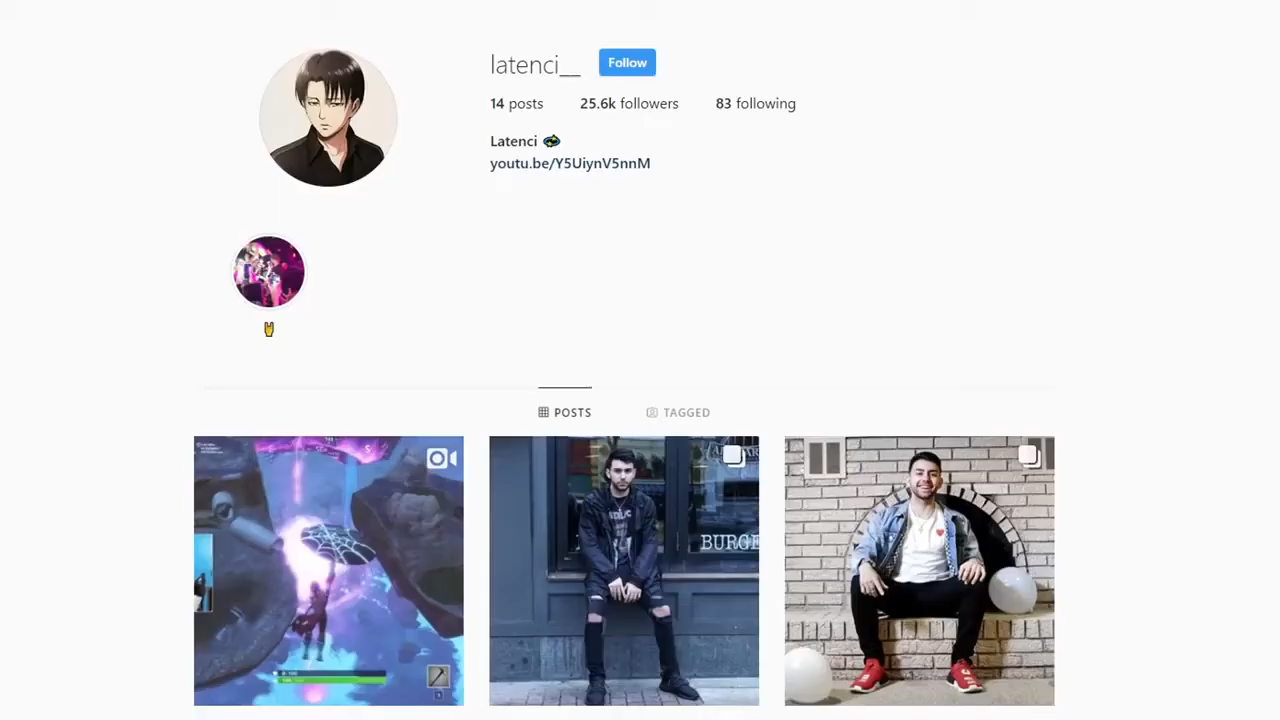 latenci__ Follow
14 posts 25.6k followers 83 following
Latenci
youtu.be/Y5UiynV5nnM
POSTS TAGGED
BURGE